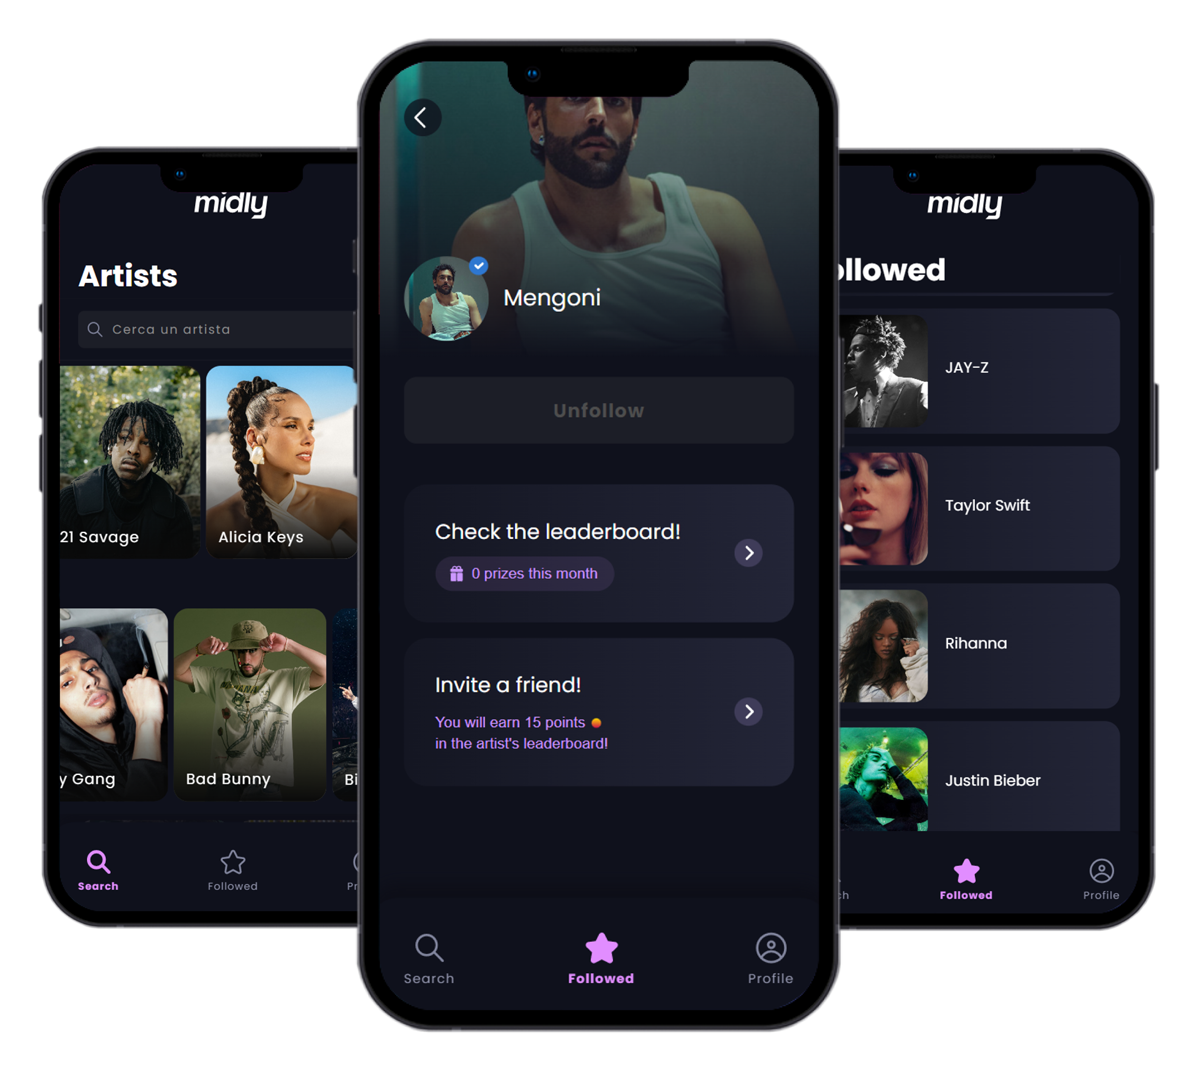 midly
Artists
Cerca un artista
21 Savage
Alicia Keys
y Gang
Bad Bunny
Bi
Search
Followed
Pr
Mengoni
Unfollow
Check the leaderboard!
0 prizes this month
Invite a friend!
You will earn 15 points
in the artist's leaderboard!
Search
Followed
Profile
midly
ollowed
JAY-Z
Taylor Swift
Rihanna
Justin Bieber
ch
Followed
Profile